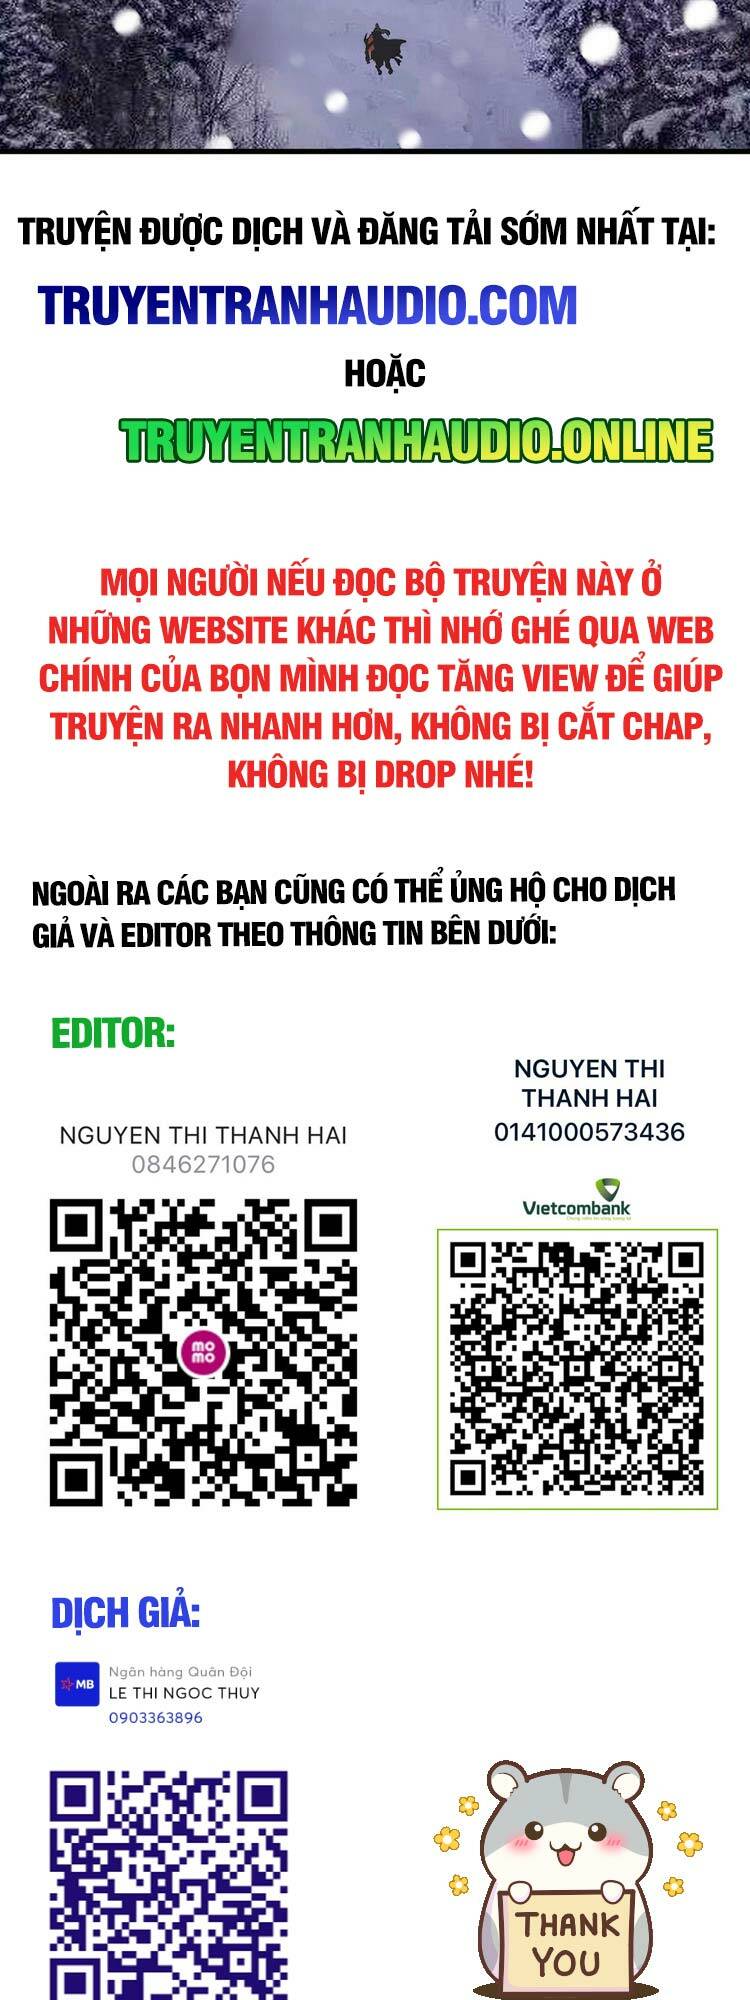 TRUYỆN ĐƯỢC DỊCH VÀ ĐĂNG TẢI SỚM NHẤT TẠI:
TRUYENTRANHAUDIO.COM
HOẶC
TRUYENTRANHAUDIO.ONLINE
MỌI NGƯỜI NẾU ĐỌC BỘ TRUYỆN NÀY Ở
NHỮNG WEBSITE KHÁC THÌ NHỚ GHÉ QUA WEB
CHÍNH CỦA BỌN MÌNH ĐỌC TĂNG VIEW ĐỂ GIÚP
TRUYỆN RA NHANH HƠN, KHÔNG BỊ CẮT CHAP,
KHÔNG BỊ DROP NHÉ!
NGOÀI RA CÁC BẠN CŨNG CÓ THỂ ỦNG HỘ CHO DỊCH
GIẢ VÀ EDITOR THEO THÔNG TIN BÊN DƯỚI:
EDITOR:
NGUYEN THI THANH HAI
0846271076
momo
NGUYEN THI
THANH HAI
0141000573436
Vietcombank
DỊCH GIẢ:
MB
Ngân hàng Quân Đội
LE THI NGOC THUY
0903363896
THANK
YOU